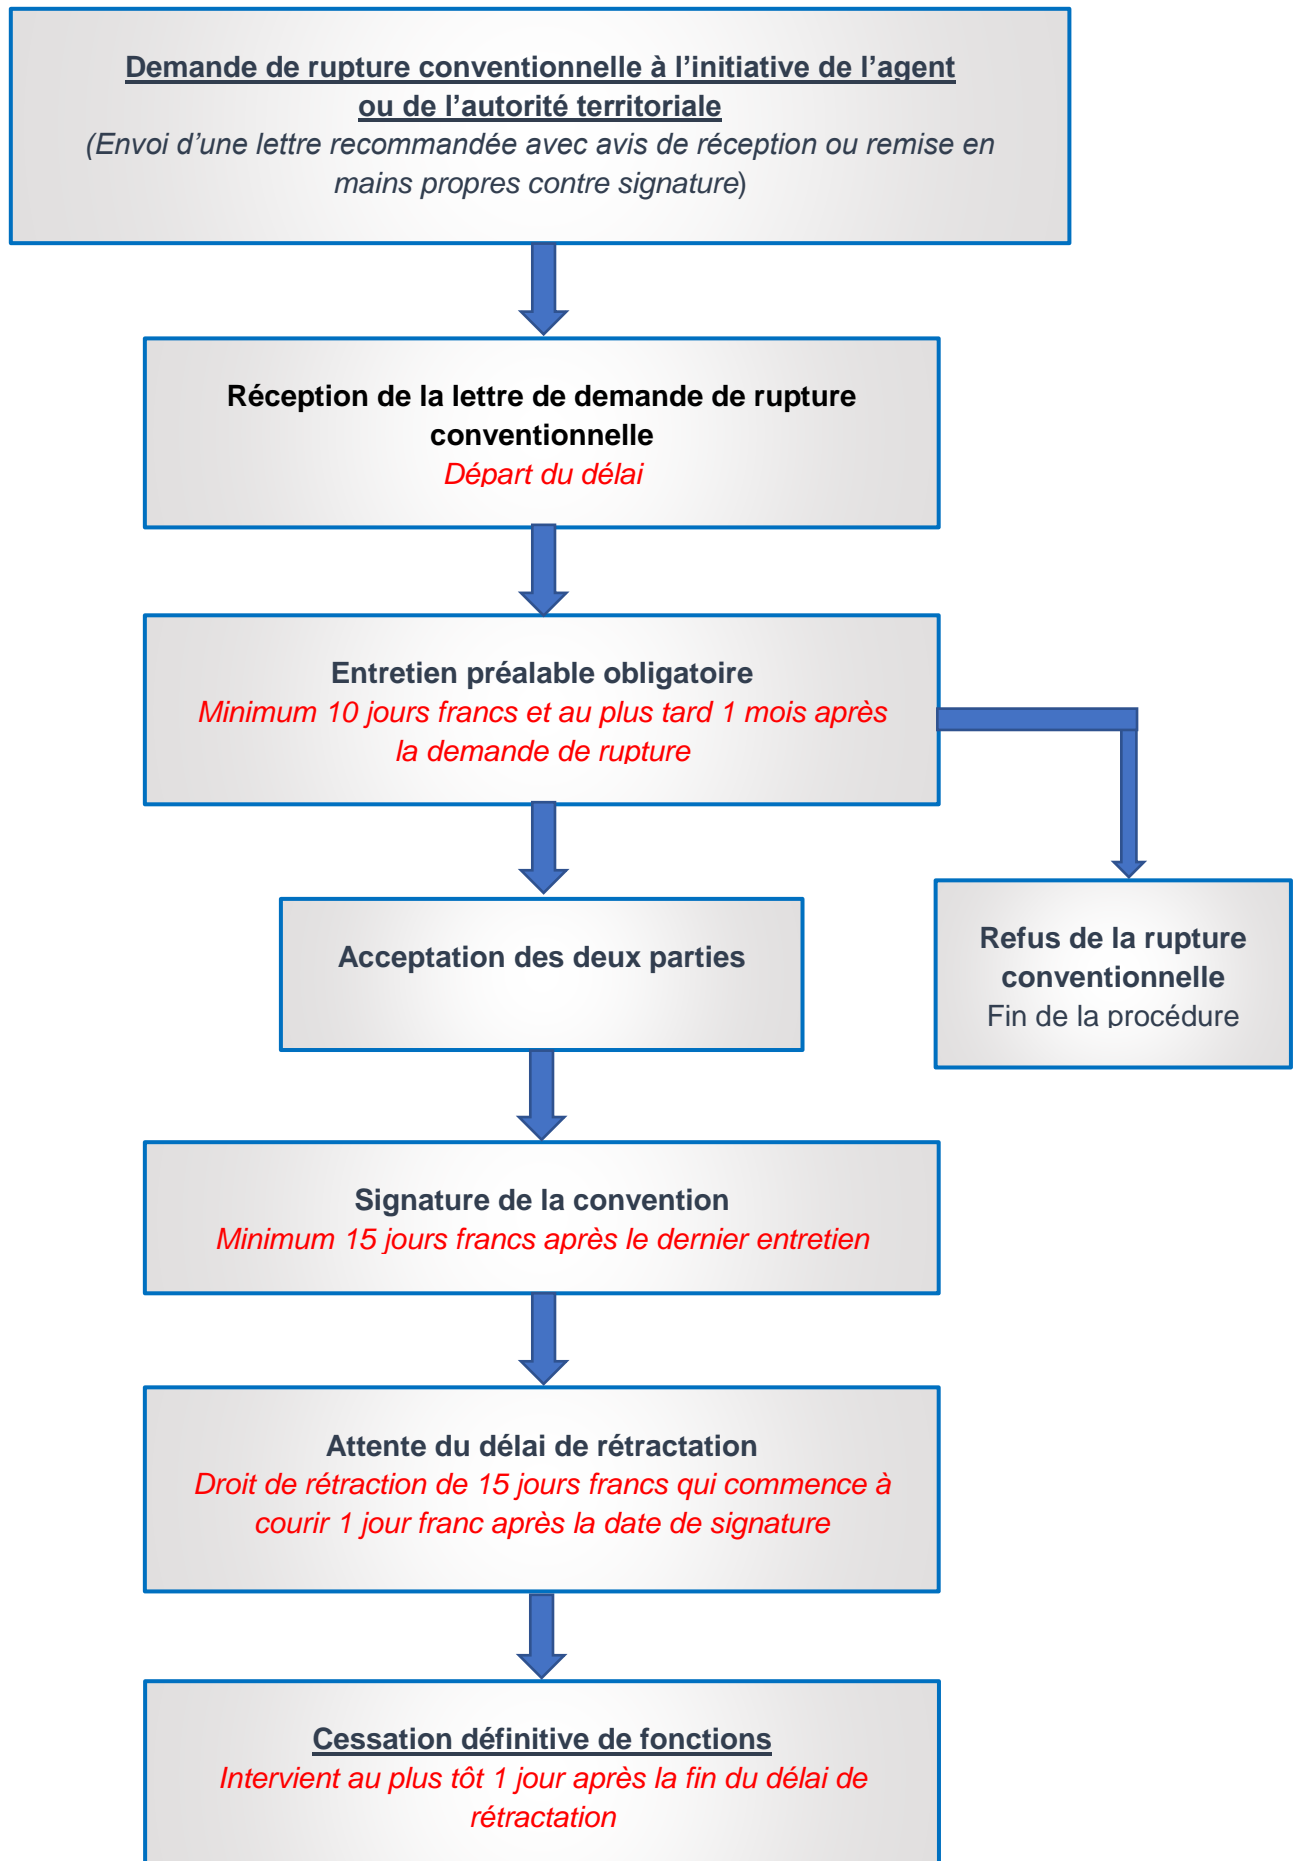 Demande de rupture conventionnelle à l’initiative de l’agent
ou de l’autorité territoriale
(Envoi d’une lettre recommandée avec avis de réception ou remise en
mains propres contre signature)
Réception de la lettre de demande de rupture
conventionnelle
Départ du délai
Entretien préalable obligatoire
Minimum 10 jours francs et au plus tard 1 mois après
la demande de rupture
Acceptation des deux parties
Refus de la rupture
conventionnelle
Fin de la procédure
Signature de la convention
Minimum 15 jours francs après le dernier entretien
Attente du délai de rétractation
Droit de rétraction de 15 jours francs qui commence à
courir 1 jour franc après la date de signature
Cessation définitive de fonctions
Intervient au plus tôt 1 jour après la fin du délai de
rétractation